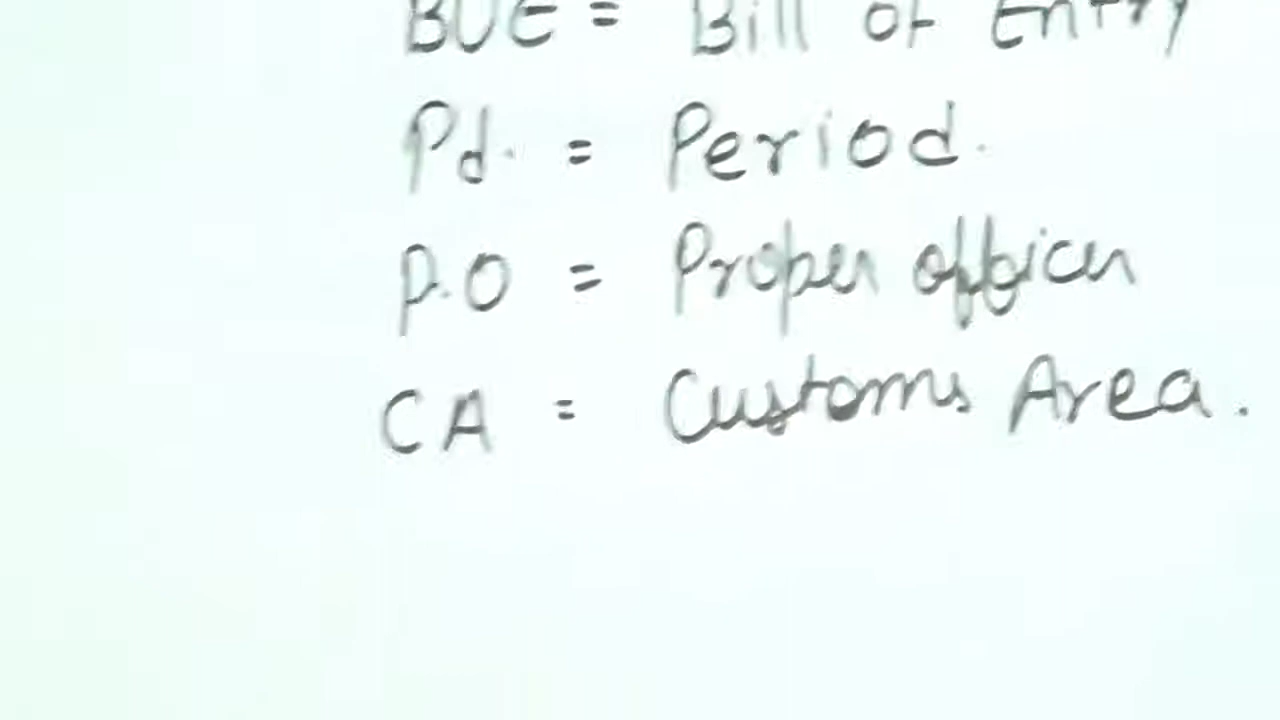 BOE = Bill of Entry
Pd. = Period.
P.O = Proper officer
CA = Customs Area.